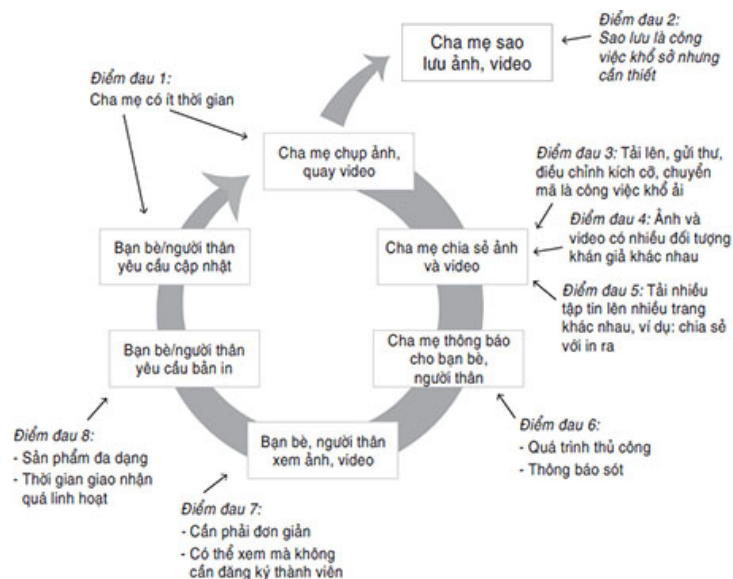 Cha mẹ sao
lưu ảnh, video
Điểm đau 2:
Sao lưu là công
việc khổ sở nhưng
cần thiết
Điểm đau 1:
Cha mẹ có ít thời gian
Cha mẹ chụp ảnh,
quay video
Điểm đau 3: Tải lên, gửi thư,
điều chỉnh kích cỡ, chuyển
mã là công việc khổ ải
Điểm đau 4: Ảnh và
video có nhiều đối tượng
khán giả khác nhau
Điểm đau 5: Tải nhiều
tập tin lên nhiều trang
khác nhau, ví dụ: chia sẻ
với in ra
Cha mẹ chia sẻ ảnh
và video
Bạn bè/người thân
yêu cầu cập nhật
Cha mẹ thông báo
cho bạn bè,
người thân
Bạn bè/người thân
yêu cầu bản in
Điểm đau 6:
- Quá trình thủ công
- Thông báo sót
Bạn bè, người thân
xem ảnh, video
Điểm đau 8:
- Sản phẩm đa dạng
- Thời gian giao nhận
quá linh hoạt
Điểm đau 7:
- Cần phải đơn giản
- Có thể xem mà không
cần đăng ký thành viên